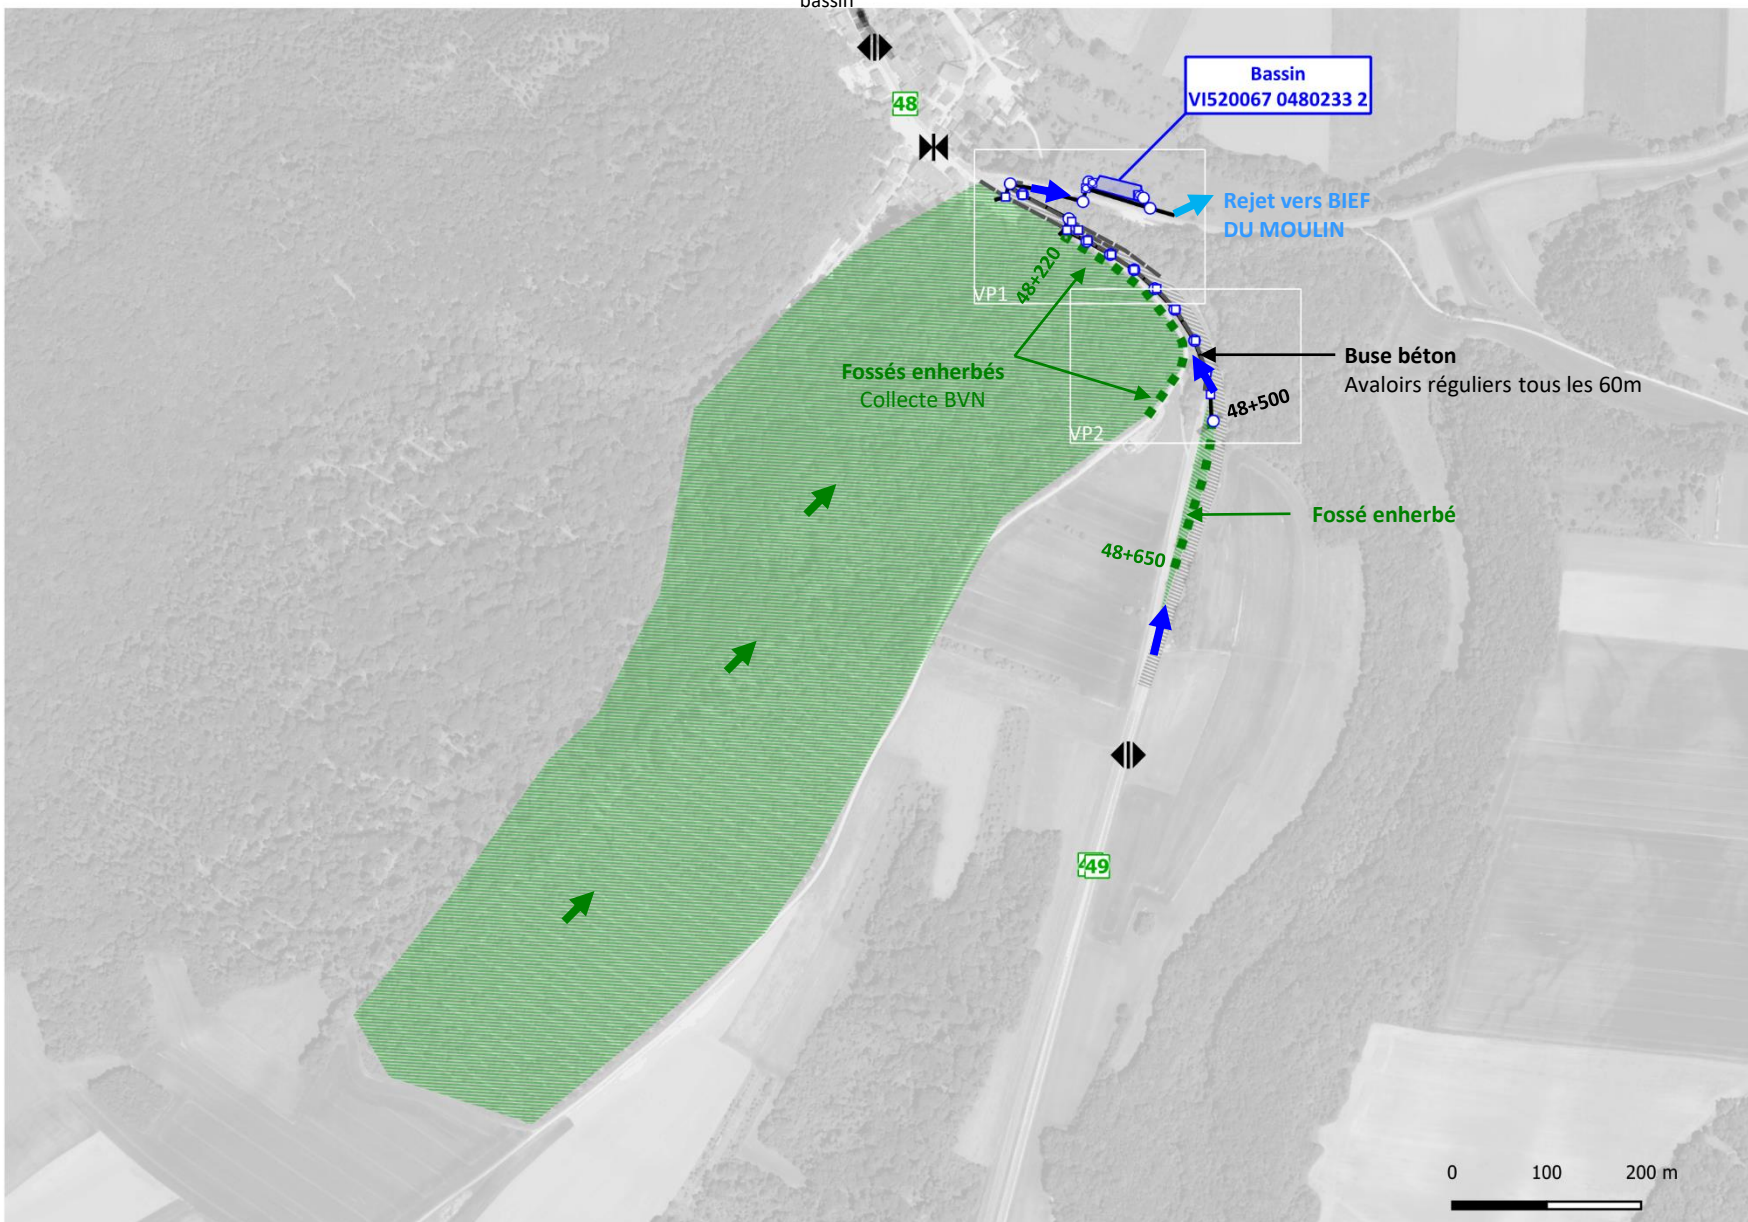 bassin
48
Bassin
VI520067 0480233 2
Rejet vers BIEF
DU MOULIN
48+220
VP1
Fossés enherbés
Collecte BVN
Buse béton
Avaloirs réguliers tous les 60m
48+500
VP2
Fossé enherbé
48+650
49
0 100 200 m